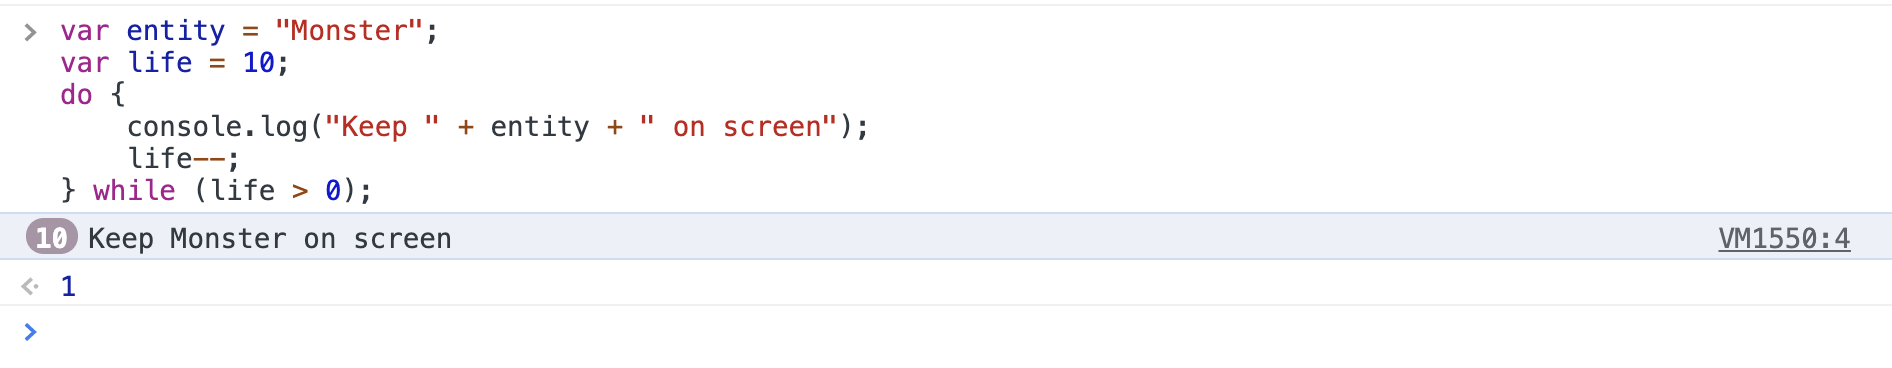 var entity = "Monster";
var life = 10;
do {
    console.log("Keep " + entity + " on screen");
    life--;
} while (life > 0);
10 Keep Monster on screen VM1550:4
1